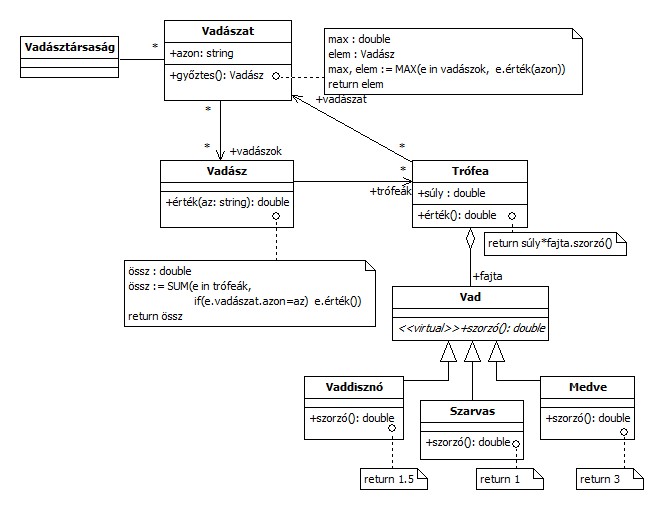 Vadásztársaság
*
Vadászat
+azon: string
+győztes(): Vadász
max : double
elem : Vadász
max, elem := MAX(e in vadászok, e.érték(azon))
return elem
+vadászat
*
*
*
+vadászok
Vadász
+érték(az: string): double
*
+trófeák
Trófea
+súly : double
+érték(): double
return súly*fajta.szorzó()
össz : double
össz := SUM(e in trófeák,
if(e.vadászat.azon=az) e.érték())
return össz
+fajta
Vad
<<virtual>>+szorzó(): double
Vaddisznó
+szorzó(): double
Szarvas
+szorzó(): double
Medve
+szorzó(): double
return 1.5
return 1
return 3